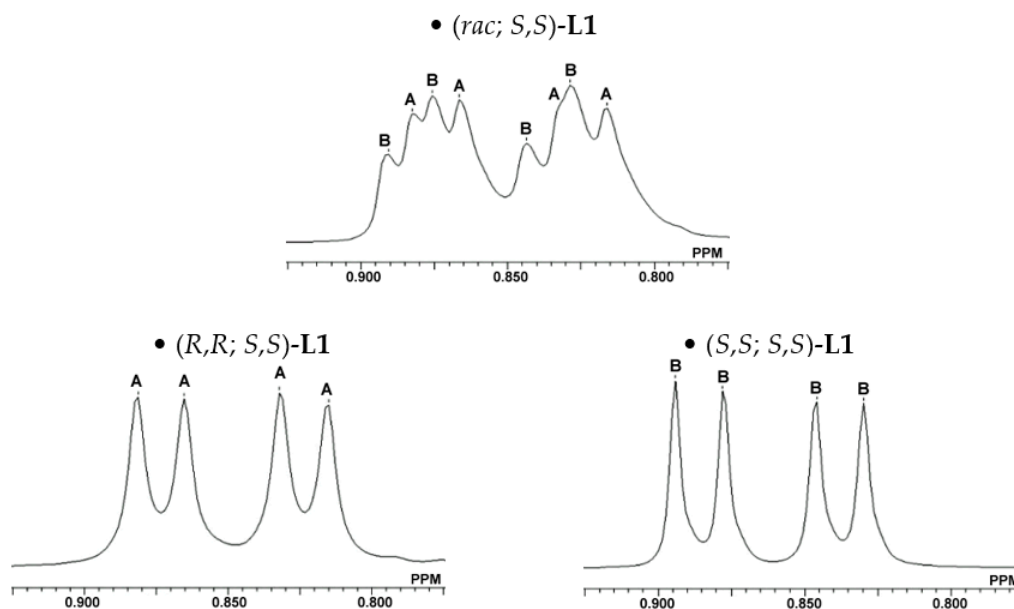 • (rac; S,S)-L1
B A B A B A B A
PPM
0.900 0.850 0.800
• (R,R; S,S)-L1
A A A A
PPM
0.900 0.850 0.800
• (S,S; S,S)-L1
B B B B
PPM
0.900 0.850 0.800